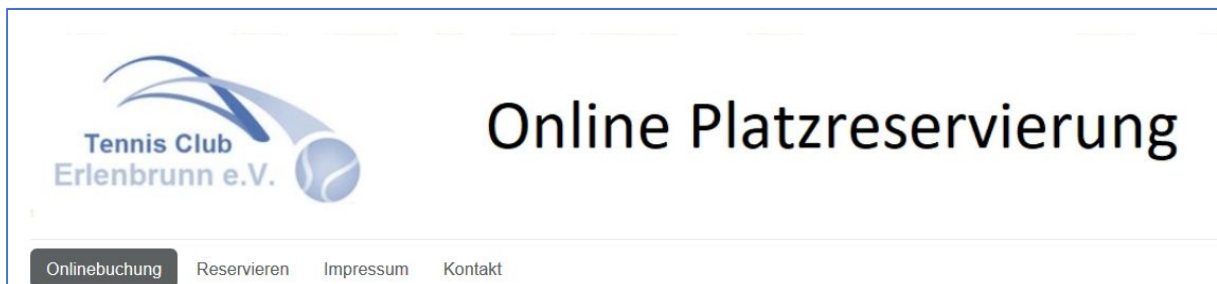 Tennis Club
Erlenbrunn e.V.
Online Platzreservierung
Onlinebuchung Reservieren Impressum Kontakt